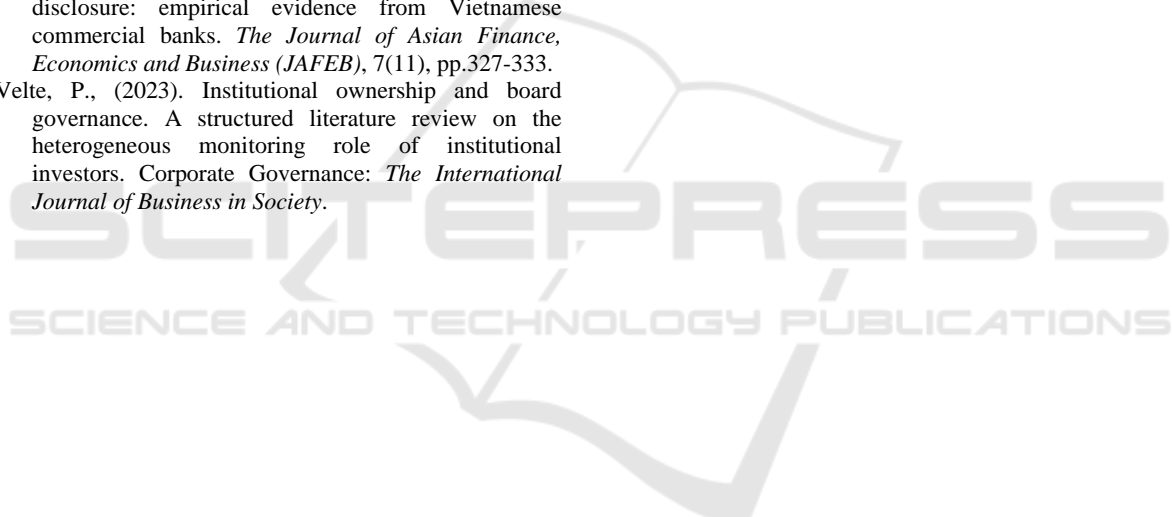 disclosure: empirical evidence from Vietnamese
commercial banks. The Journal of Asian Finance,
Economics and Business (JAFEB), 7(11), pp.327-333.
Velte, P., (2023). Institutional ownership and board
governance. A structured literature review on the
heterogeneous monitoring role of institutional
investors. Corporate Governance: The International
Journal of Business in Society.
SCITEPRESS
SCIENCE AND TECHNOLOGY PUBLICATIONS